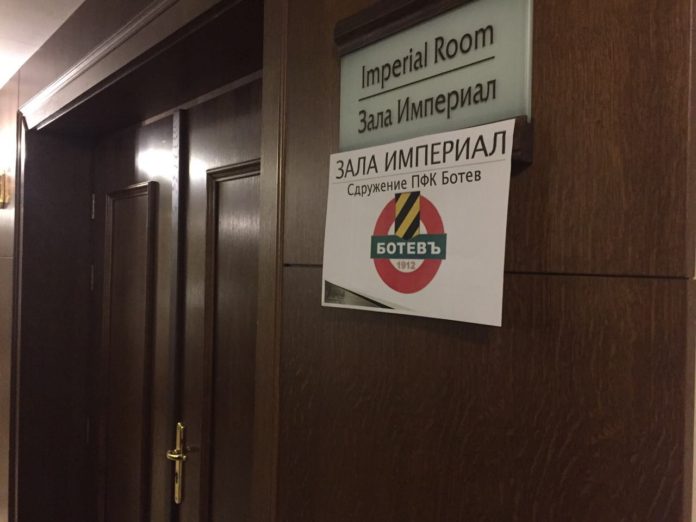 Imperial Room
Зала Империал
ЗАЛА ИМПЕРИАЛ
Сдружение ПФК Ботев
БОТЕВЪ
1912